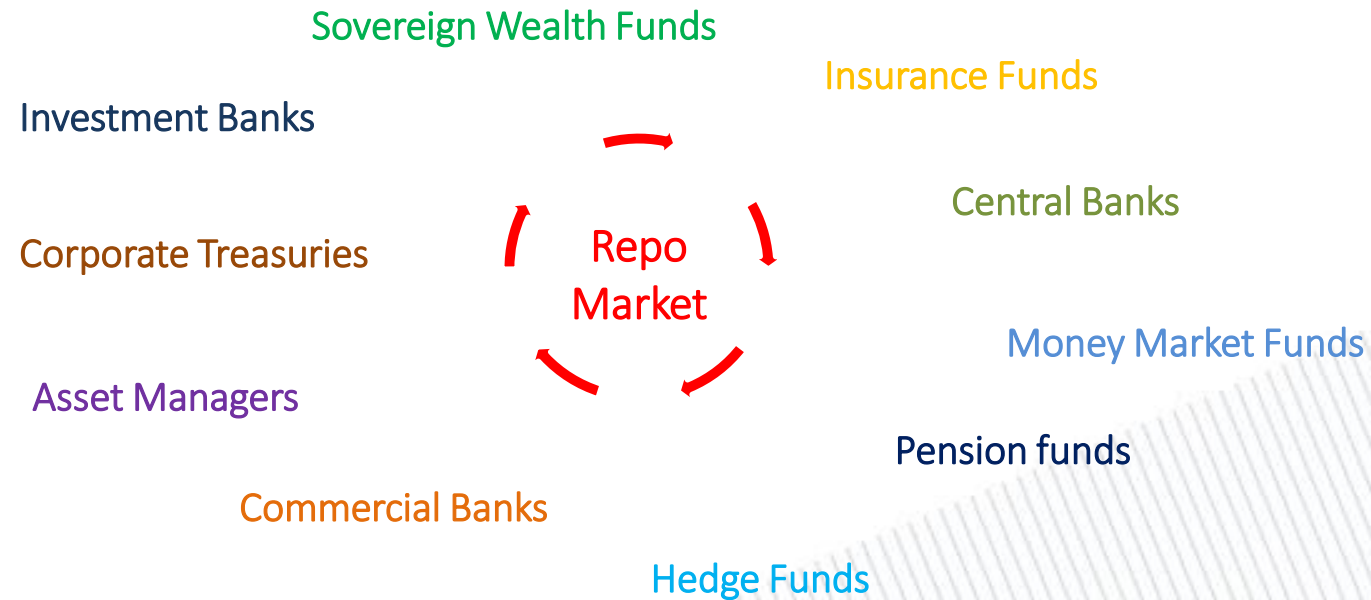 Sovereign Wealth Funds
Insurance Funds
Investment Banks
Central Banks
Repo
Market
Corporate Treasuries
Money Market Funds
Asset Managers
Pension funds
Commercial Banks
Hedge Funds